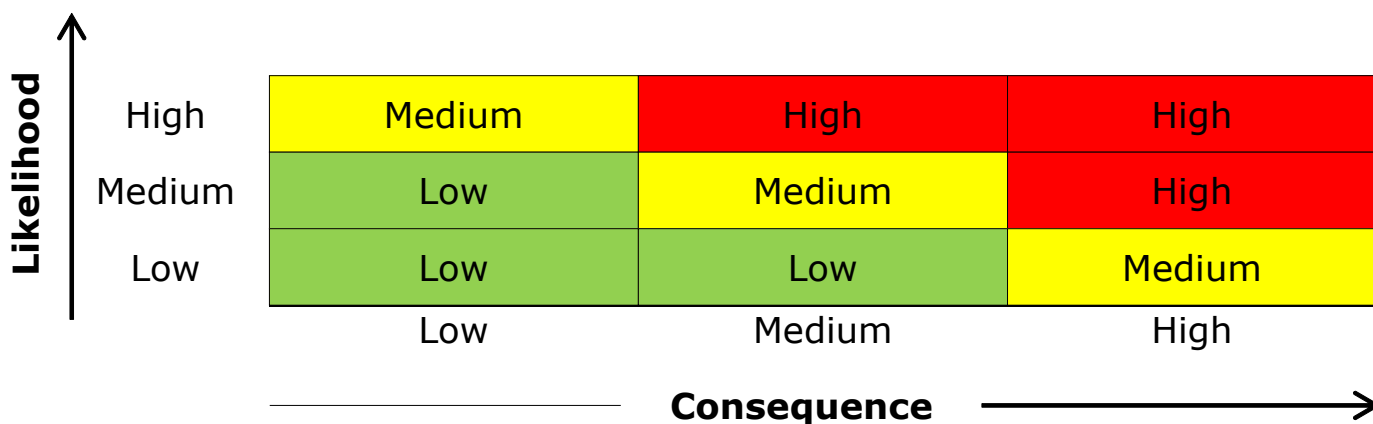 Likelihood
High Medium High High
Medium Low Medium High
Low Low Low Medium
Low Medium High
Consequence